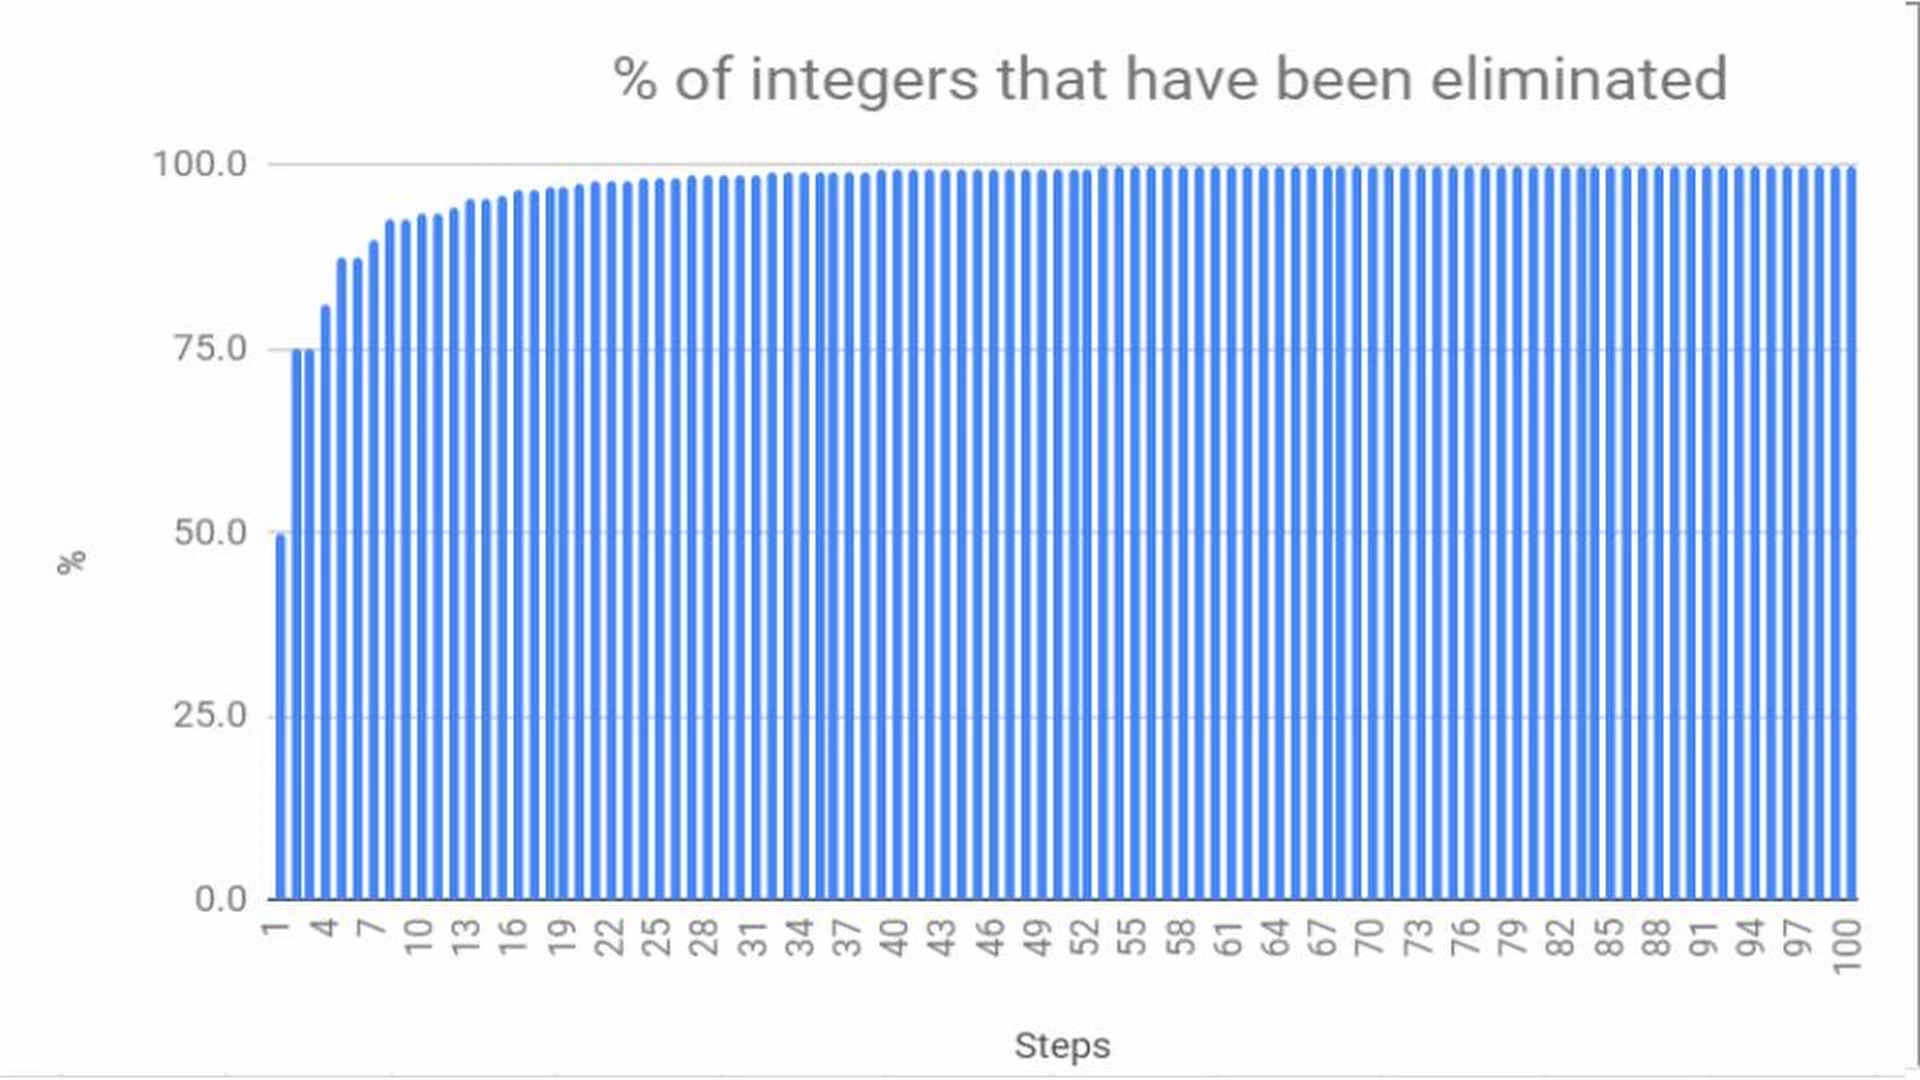 % of integers that have been eliminated
100.0
75.0
50.0
25.0
0.0
%
1 4 7 10 13 16 19 22 25 28 31 34 37 40 43 46 49 52 55 58 61 64 67 70 73 76 79 82 85 88 91 94 97 100
Steps